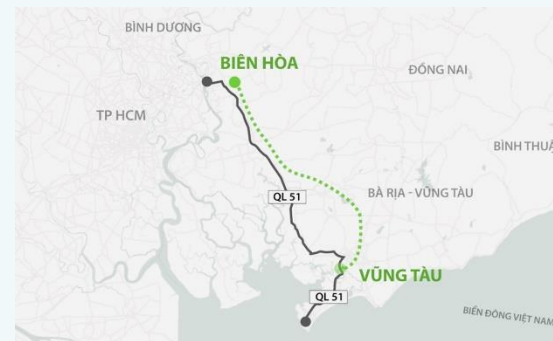 BÌNH DƯƠNG
BIÊN HÒA
ĐỒNG NAI
TP HCM
BÌNH THUẬ
QL 51
BÀ RỊA - VŨNG TÀU
VŨNG TÀU
QL 51
BIỂN ĐÔNG VIỆT NAM